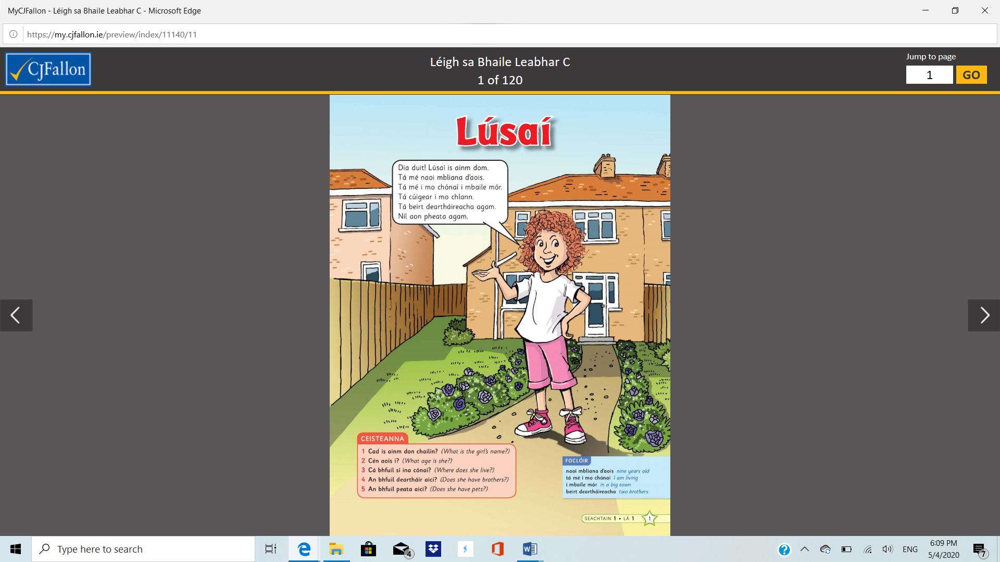 MyCJFallon - Léigh sa Bhaile Leabhar C - Microsoft Edge
https://my.cjfallon.ie/preview/index/11140/11
CJFallon
Léigh sa Bhaile Leabhar C
1 of 120
Jump to page
1 GO
Lúsaí
Dia duit! Lúsaí is ainm dom.
Tá mé naoi mbliana d'aois.
Tá mé i mo chónaí i mbaile mór.
Tá cúigear i mo chlann.
Tá beirt deartháireacha agam.
Níl aon pheata agam.
CEISTEANNA
1 Cad is ainm don chailín? (What is the girl's name?)
2 Cén aois í? (What age is she?)
3 Cá bhfuil sí ina cónaí? (Where does she live?)
4 An bhfuil deartháir aici? (Does she have brothers?)
5 An bhfuil peata aici? (Does she have pets?)
FOCLÓIR
naoi mbliana d'aois nine years old
tá mé i mo chónaí I am living
i mbaile mór in a big town
beirt deartháireacha two brothers
SEACHTAIN 1 • LÁ 1 1
Type here to search
4
ENG
6:09 PM
5/4/2020
7